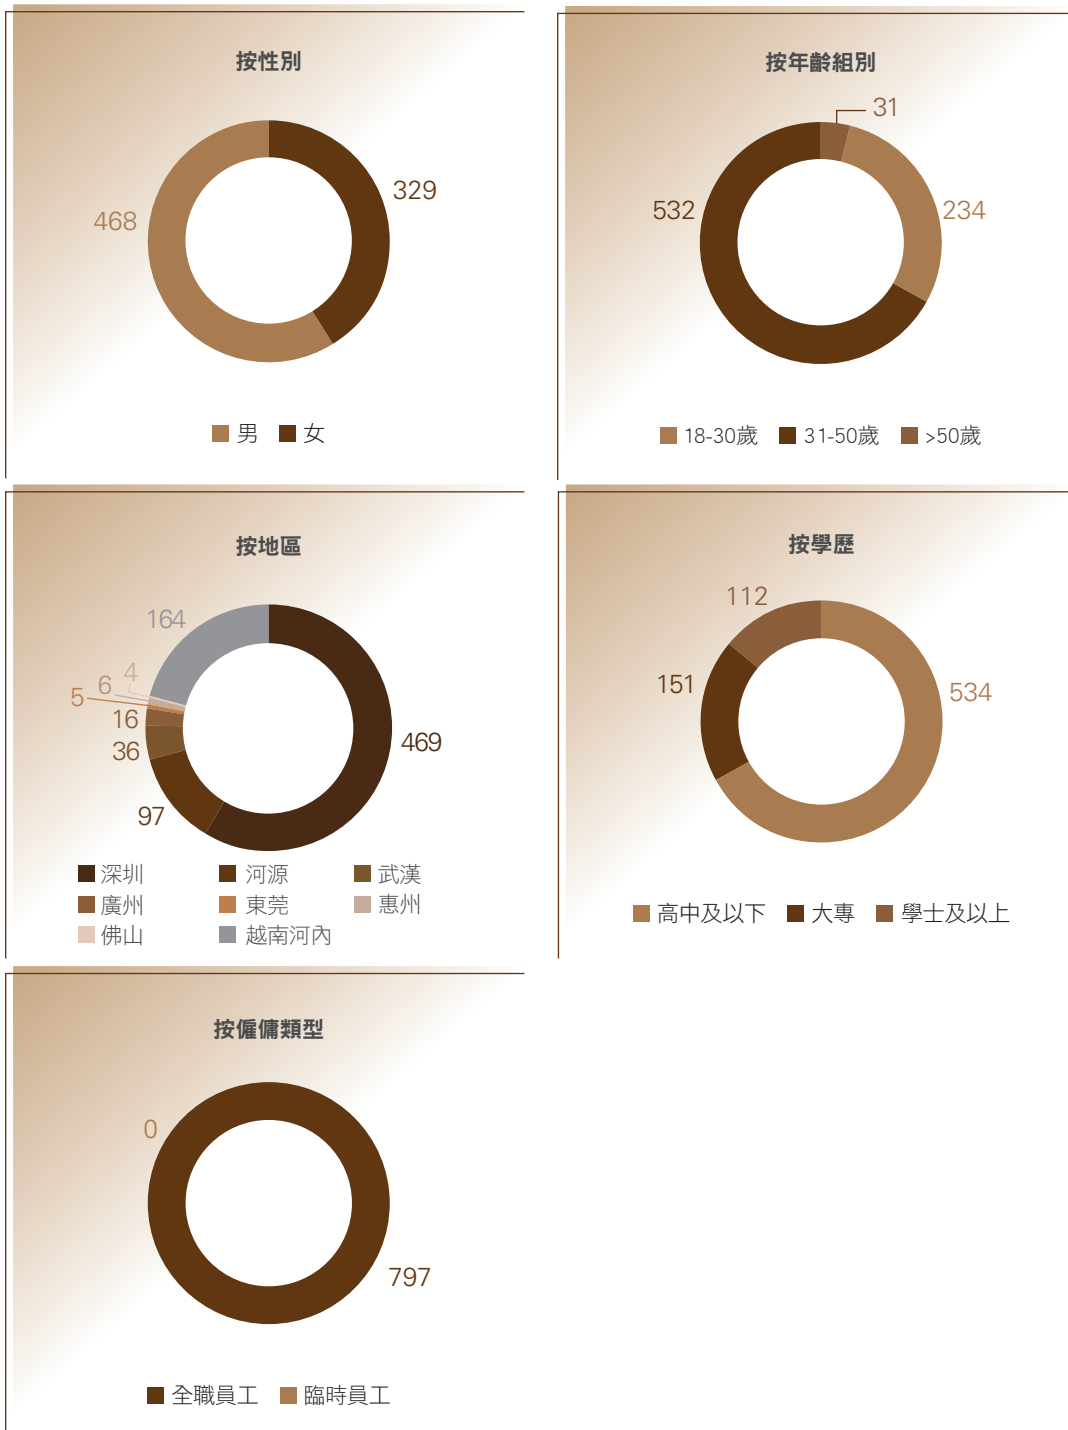 按性別
468
329
男 女
按年齡組別
31
532
234
18-30歲 31-50歲 >50歲
按地區
164
4
6
5
16
36
469
97
深圳 河源 武漢
廣州 東莞 惠州
佛山 越南河內
按學歷
112
151
534
高中及以下 大專 學士及以上
按僱傭類型
0
797
全職員工 臨時員工